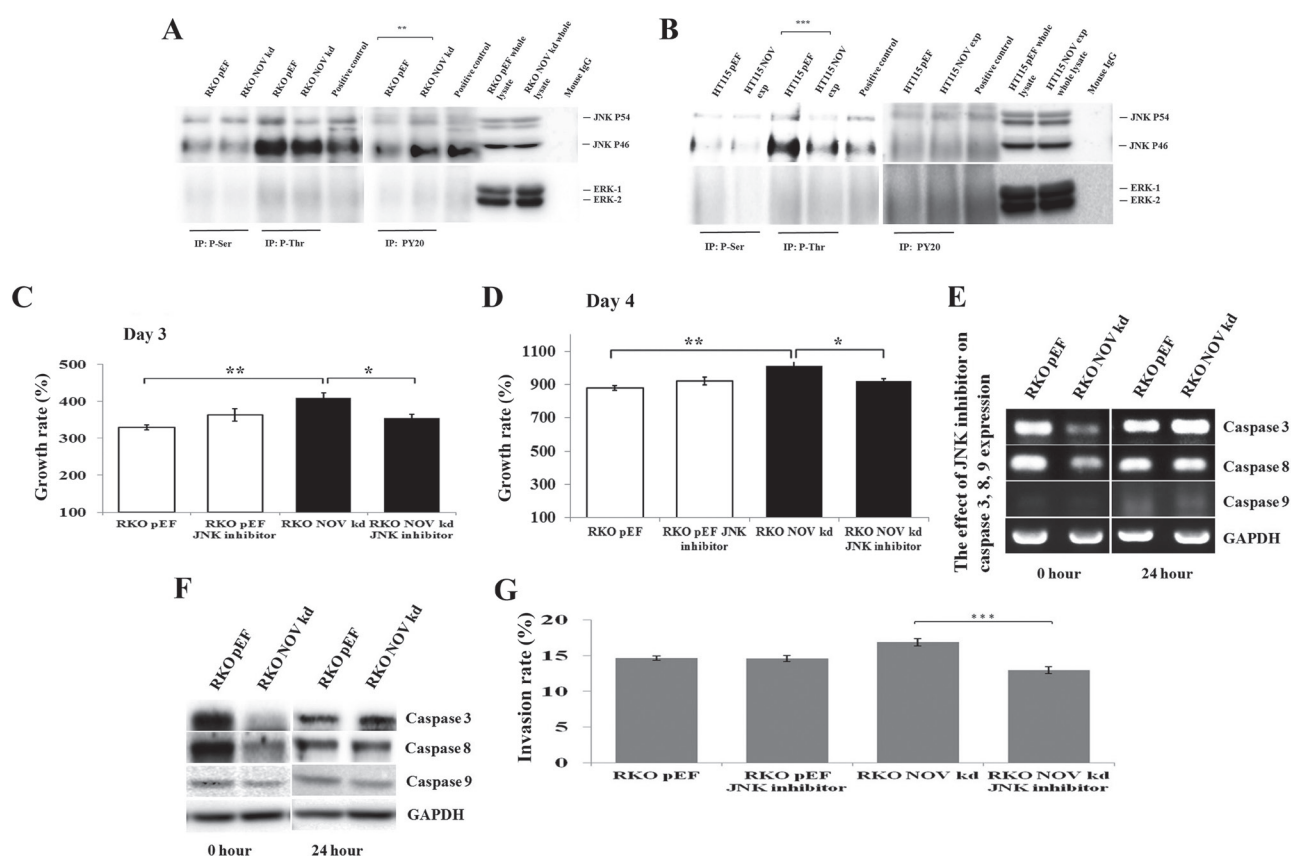 A
**
RKO pEF
RKO NOV kd
RKO pEF
RKO NOV kd
Positive control
RKO pEF
RKO NOV kd
Positive control
RKO pEF whole
lysate
RKO NOV kd whole
lysate
Mouse IgG
JNK P54
JNK P46
ERK-1
ERK-2
IP: P-Ser
IP: P-Thr
IP: PY20
B
***
HT115 pEF
HT115 NOV
exp
HT115 pEF
HT115 NOV
exp
Positive control
HT115 pEF
HT115 NOV exp
Positive control
HT115 pEF whole
lysate
HT115 NOV exp
whole lysate
Mouse IgG
JNK P54
JNK P46
ERK-1
ERK-2
IP: P-Ser
IP: P-Thr
IP: PY20
C
Day 3
Growth rate (%)
500
400
300
200
100
**
*
RKO pEF
RKO pEF
JNK inhibitor
RKO NOV kd
RKO NOV kd
JNK inhibitor
D
Day 4
Growth rate (%)
1100
900
700
500
300
100
**
*
RKO pEF
RKO pEF JNK
inhibitor
RKO NOV kd
RKO NOV kd
JNK inhibitor
E
The effect of JNK inhibitor on
caspase 3, 8, 9 expression
RKO pEF
RKO NOV kd
RKO pEF
RKO NOV kd
Caspase 3
Caspase 8
Caspase 9
GAPDH
0 hour
24 hour
F
RKO pEF
RKO NOV kd
RKO pEF
RKO NOV kd
Caspase 3
Caspase 8
Caspase 9
GAPDH
0 hour
24 hour
G
Invasion rate (%)
20
15
10
5
0
***
RKO pEF
RKO pEF
JNK inhibitor
RKO NOV kd
RKO NOV kd
JNK inhibitor